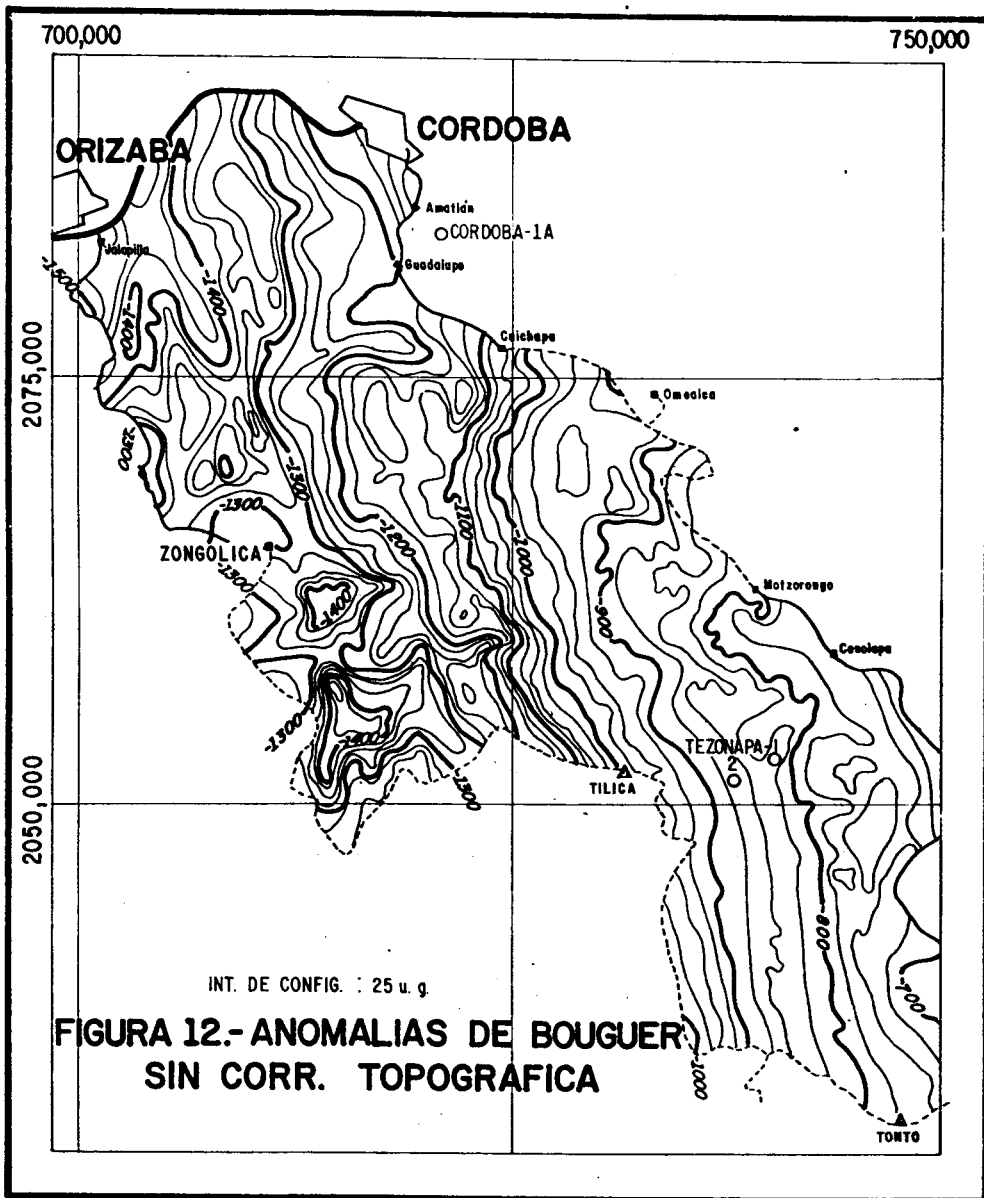 700,000
750,000
CORDOBA
ORIZABA
Amatlán
CORDOBA-1A
Jalapilla
Guadalupe
-1500
-1400
-1400
Cuichapa
2075,000
Omealca
-1300
-1300
-1100
-1300
-1200
-1000
ZONGOLICA
-1300
-1400
-900
Motzorongo
-1300
-1400
-1300
TEZONAPA-1
2
TILICA
2050,000
-800
-700
INT. DE CONFIG. : 25 u. g.
FIGURA 12.- ANOMALIAS DE BOUGUER
SIN CORR. TOPOGRAFICA
-1000
TONTO